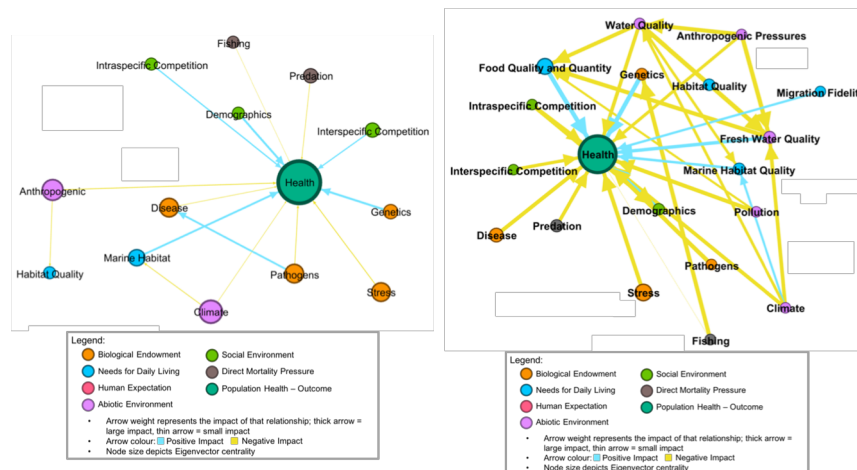 Fishing
Intraspecific Competition
Predation
Demographics
Interspecific Competition
Health
Anthropogenic
Disease
Genetics
Marine Habitat
Habitat Quality
Pathogens
Stress
Climate
Legend:
Biological Endowment
Social Environment
Needs for Daily Living
Direct Mortality Pressure
Human Expectation
Population Health – Outcome
Abiotic Environment
• Arrow weight represents the impact of that relationship; thick arrow =
large impact, thin arrow = small impact
• Arrow colour: Positive Impact Negative Impact
• Node size depicts Eigenvector centrality
Water Quality
Anthropogenic Pressures
Food Quality and Quantity
Genetics
Habitat Quality
Migration Fidelit
Intraspecific Competition
Fresh Water Quality
Health
Interspecific Competition
Marine Habitat Quality
Demographics
Pollution
Predation
Disease
Pathogens
Stress
Climate
Fishing
Legend:
Biological Endowment
Social Environment
Needs for Daily Living
Direct Mortality Pressure
Human Expectation
Population Health – Outcome
Abiotic Environment
• Arrow weight represents the impact of that relationship; thick arrow =
large impact, thin arrow = small impact
• Arrow colour: Positive Impact Negative Impact
• Node size depicts Eigenvector centrality